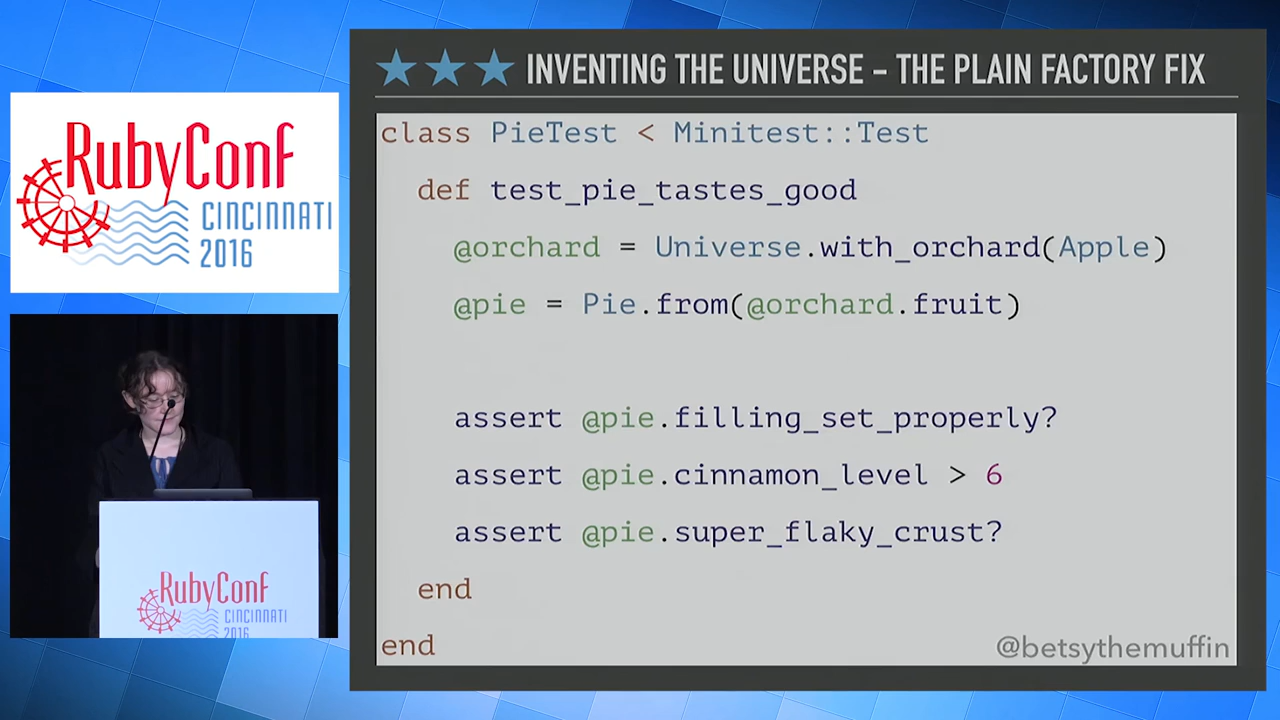 RubyConf
CINCINNATI
2016
RubyConf
CINCINNATI
2016
★★★ INVENTING THE UNIVERSE – THE PLAIN FACTORY FIX
class PieTest < Minitest::Test
def test_pie_tastes_good
@orchard = Universe.with_orchard(Apple)
@pie = Pie.from(@orchard.fruit)
assert @pie.filling_set_properly?
assert @pie.cinnamon_level > 6
assert @pie.super_flaky_crust?
end
end
@betsythemuffin